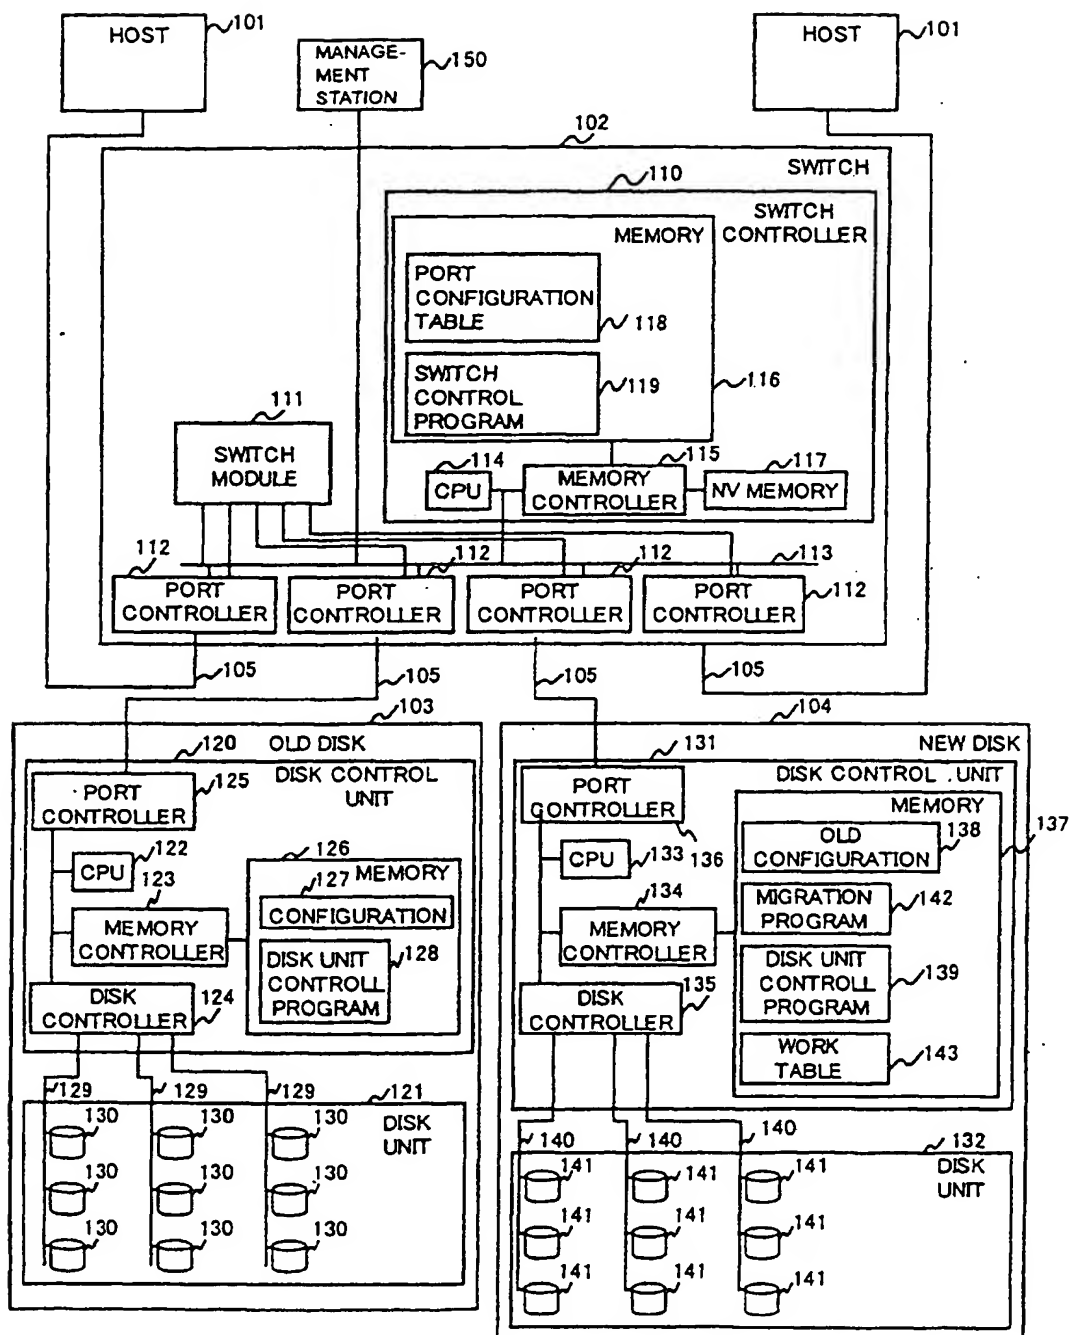 HOST
101
MANAGE-
MENT
STATION
150
HOST
101
102
SWITCH
110
SWITCH
CONTROLLER
MEMORY
PORT
CONFIGURATION
TABLE
118
SWITCH
CONTROL
PROGRAM
119
116
111
SWITCH
MODULE
114
CPU
115
MEMORY
CONTROLLER
117
NV MEMORY
112
112
112
113
PORT
CONTROLLER
PORT
CONTROLLER
PORT
CONTROLLER
PORT
CONTROLLER
112
105
105
105
105
103
OLD DISK
120
DISK CONTROL
UNIT
125
PORT
CONTROLLER
CPU
122
123
MEMORY
CONTROLLER
126
MEMORY
127
CONFIGURATION
DISK UNIT
CONTROLL
PROGRAM
128
DISK
CONTROLLER
124
129
129
129
121
DISK
UNIT
130
130
130
130
130
130
130
130
130
104
NEW DISK
131
DISK CONTROL . UNIT
PORT
CONTROLLER
136
MEMORY
137
OLD
CONFIGURATION
138
CPU
133
MIGRATION
PROGRAM
142
134
MEMORY
CONTROLLER
DISK UNIT
CONTROLL
PROGRAM
139
DISK
CONTROLLER
135
WORK
TABLE
143
140
140
140
132
DISK
UNIT
141
141
141
141
141
141
141
141
141